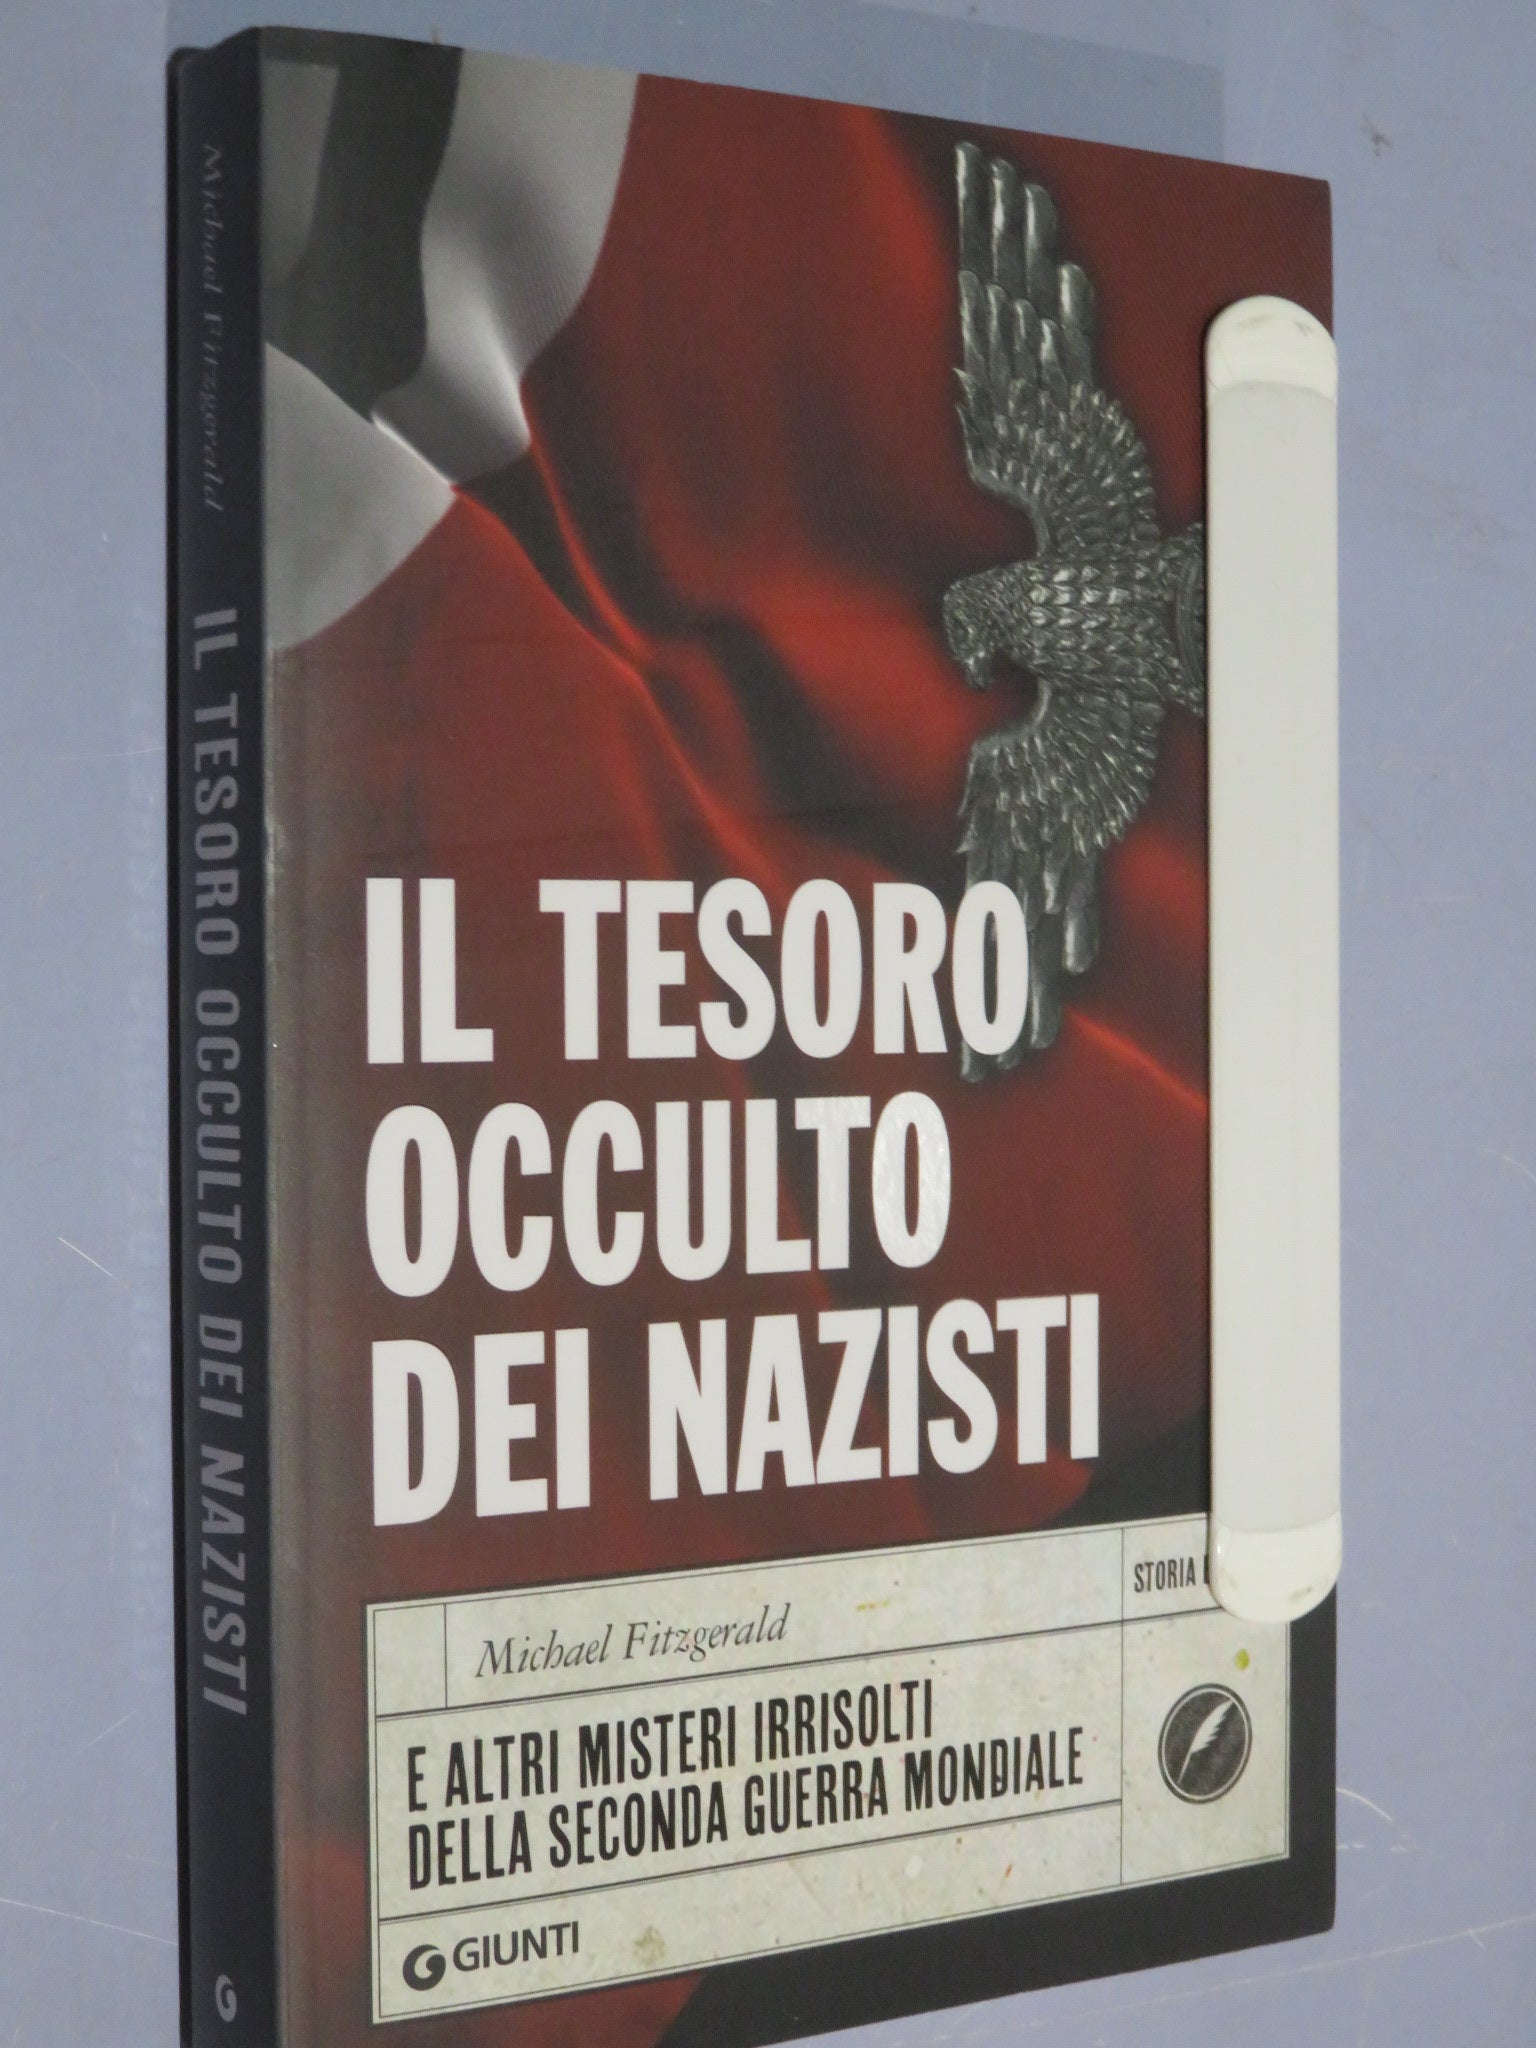 Michael Fitzgerald IL TESORO OCCULTO DEI NAZISTI
IL TESORO
OCCULTO
DEI NAZISTI
Michael Fitzgerald
STORIA
E ALTRI MISTERI IRRISOLTI
DELLA SECONDA GUERRA MONDIALE
GIUNTI